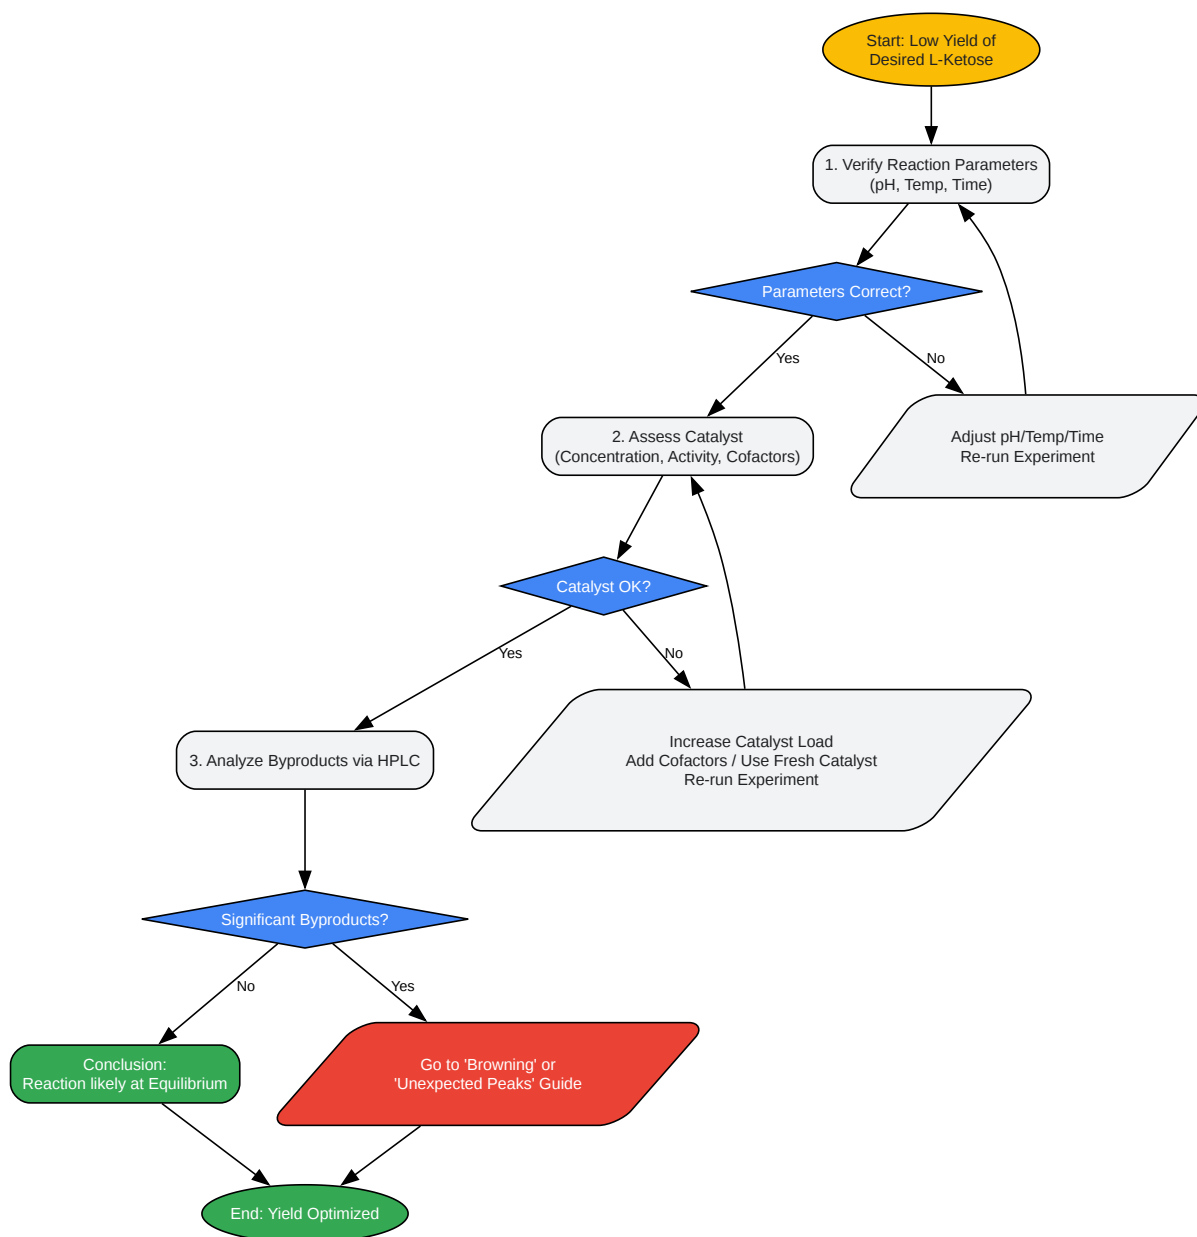 Start: Low Yield of
Desired L-Ketose
1. Verify Reaction Parameters
(pH, Temp, Time)
Parameters Correct?
Yes
No
Adjust pH/Temp/Time
Re-run Experiment
2. Assess Catalyst
(Concentration, Activity, Cofactors)
Catalyst OK?
Yes
No
Increase Catalyst Load
Add Cofactors / Use Fresh Catalyst
Re-run Experiment
3. Analyze Byproducts via HPLC
Significant Byproducts?
No
Yes
Conclusion:
Reaction likely at Equilibrium
Go to 'Browning' or
'Unexpected Peaks' Guide
End: Yield Optimized